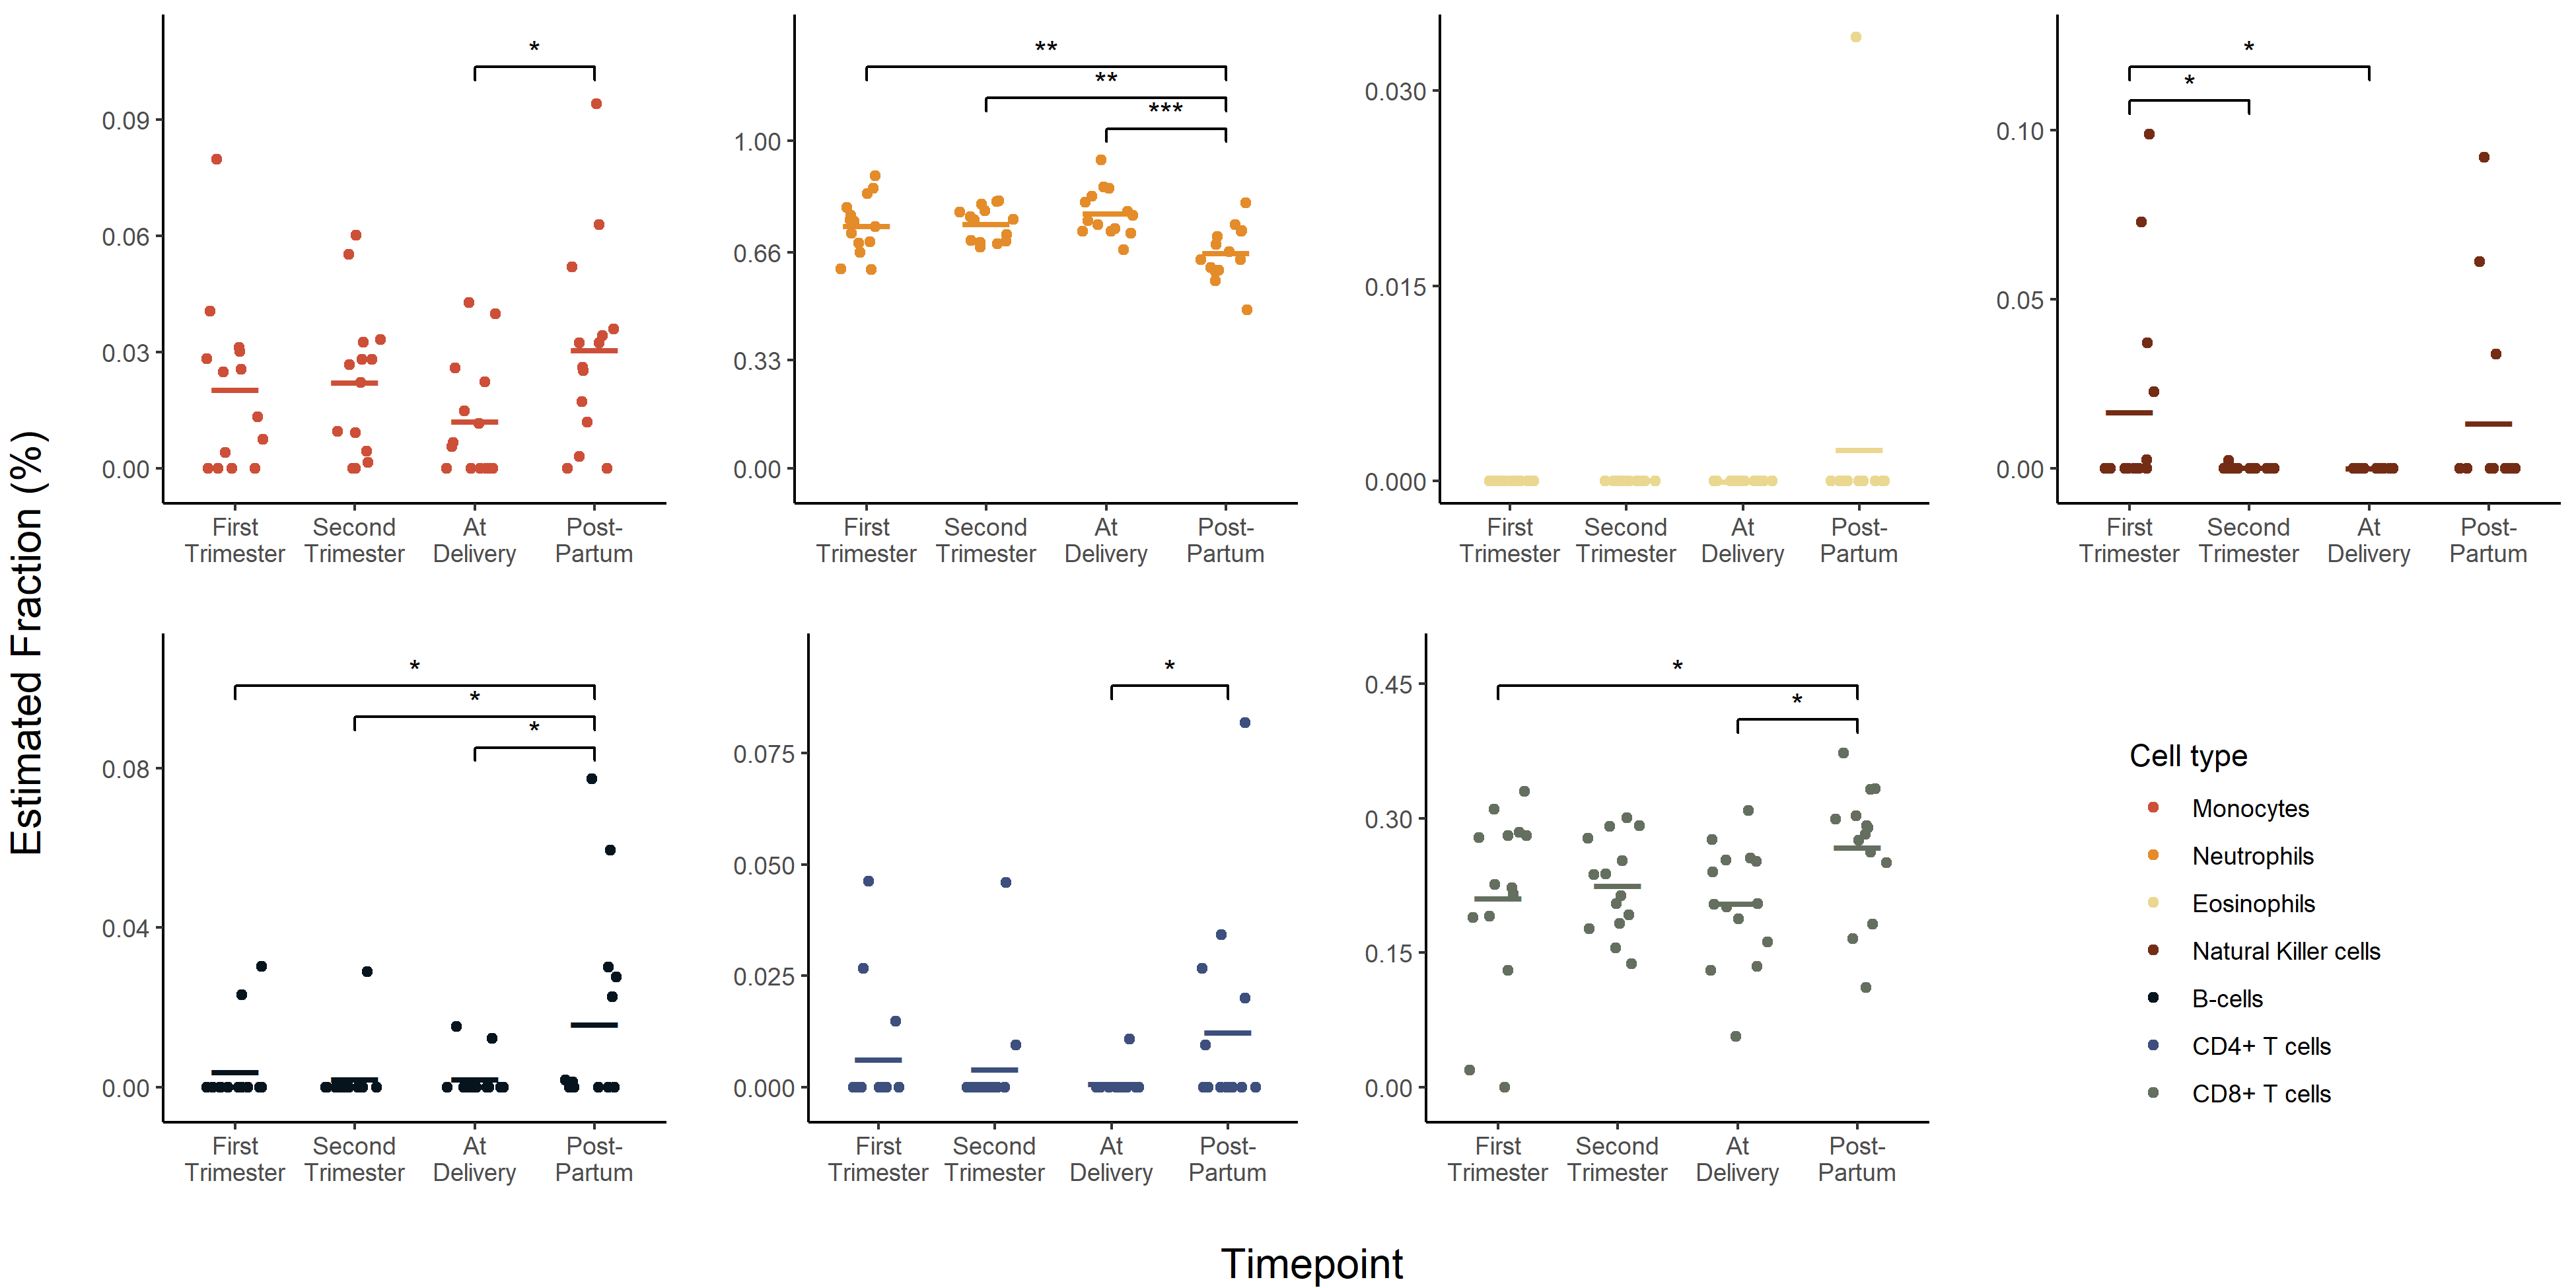 Estimated Fraction (%)
*
0.09
0.06
0.03
0.00
First Trimester
Second Trimester
At Delivery
Post-Partum
**
**
***
1.00
0.66
0.33
0.00
First Trimester
Second Trimester
At Delivery
Post-Partum
0.030
0.015
0.000
First Trimester
Second Trimester
At Delivery
Post-Partum
*
*
0.10
0.05
0.00
First Trimester
Second Trimester
At Delivery
Post-Partum
*
*
*
0.08
0.04
0.00
First Trimester
Second Trimester
At Delivery
Post-Partum
*
0.075
0.050
0.025
0.000
First Trimester
Second Trimester
At Delivery
Post-Partum
*
*
0.45
0.30
0.15
0.00
First Trimester
Second Trimester
At Delivery
Post-Partum
Cell type
Monocytes
Neutrophils
Eosinophils
Natural Killer cells
B-cells
CD4+ T cells
CD8+ T cells
Timepoint